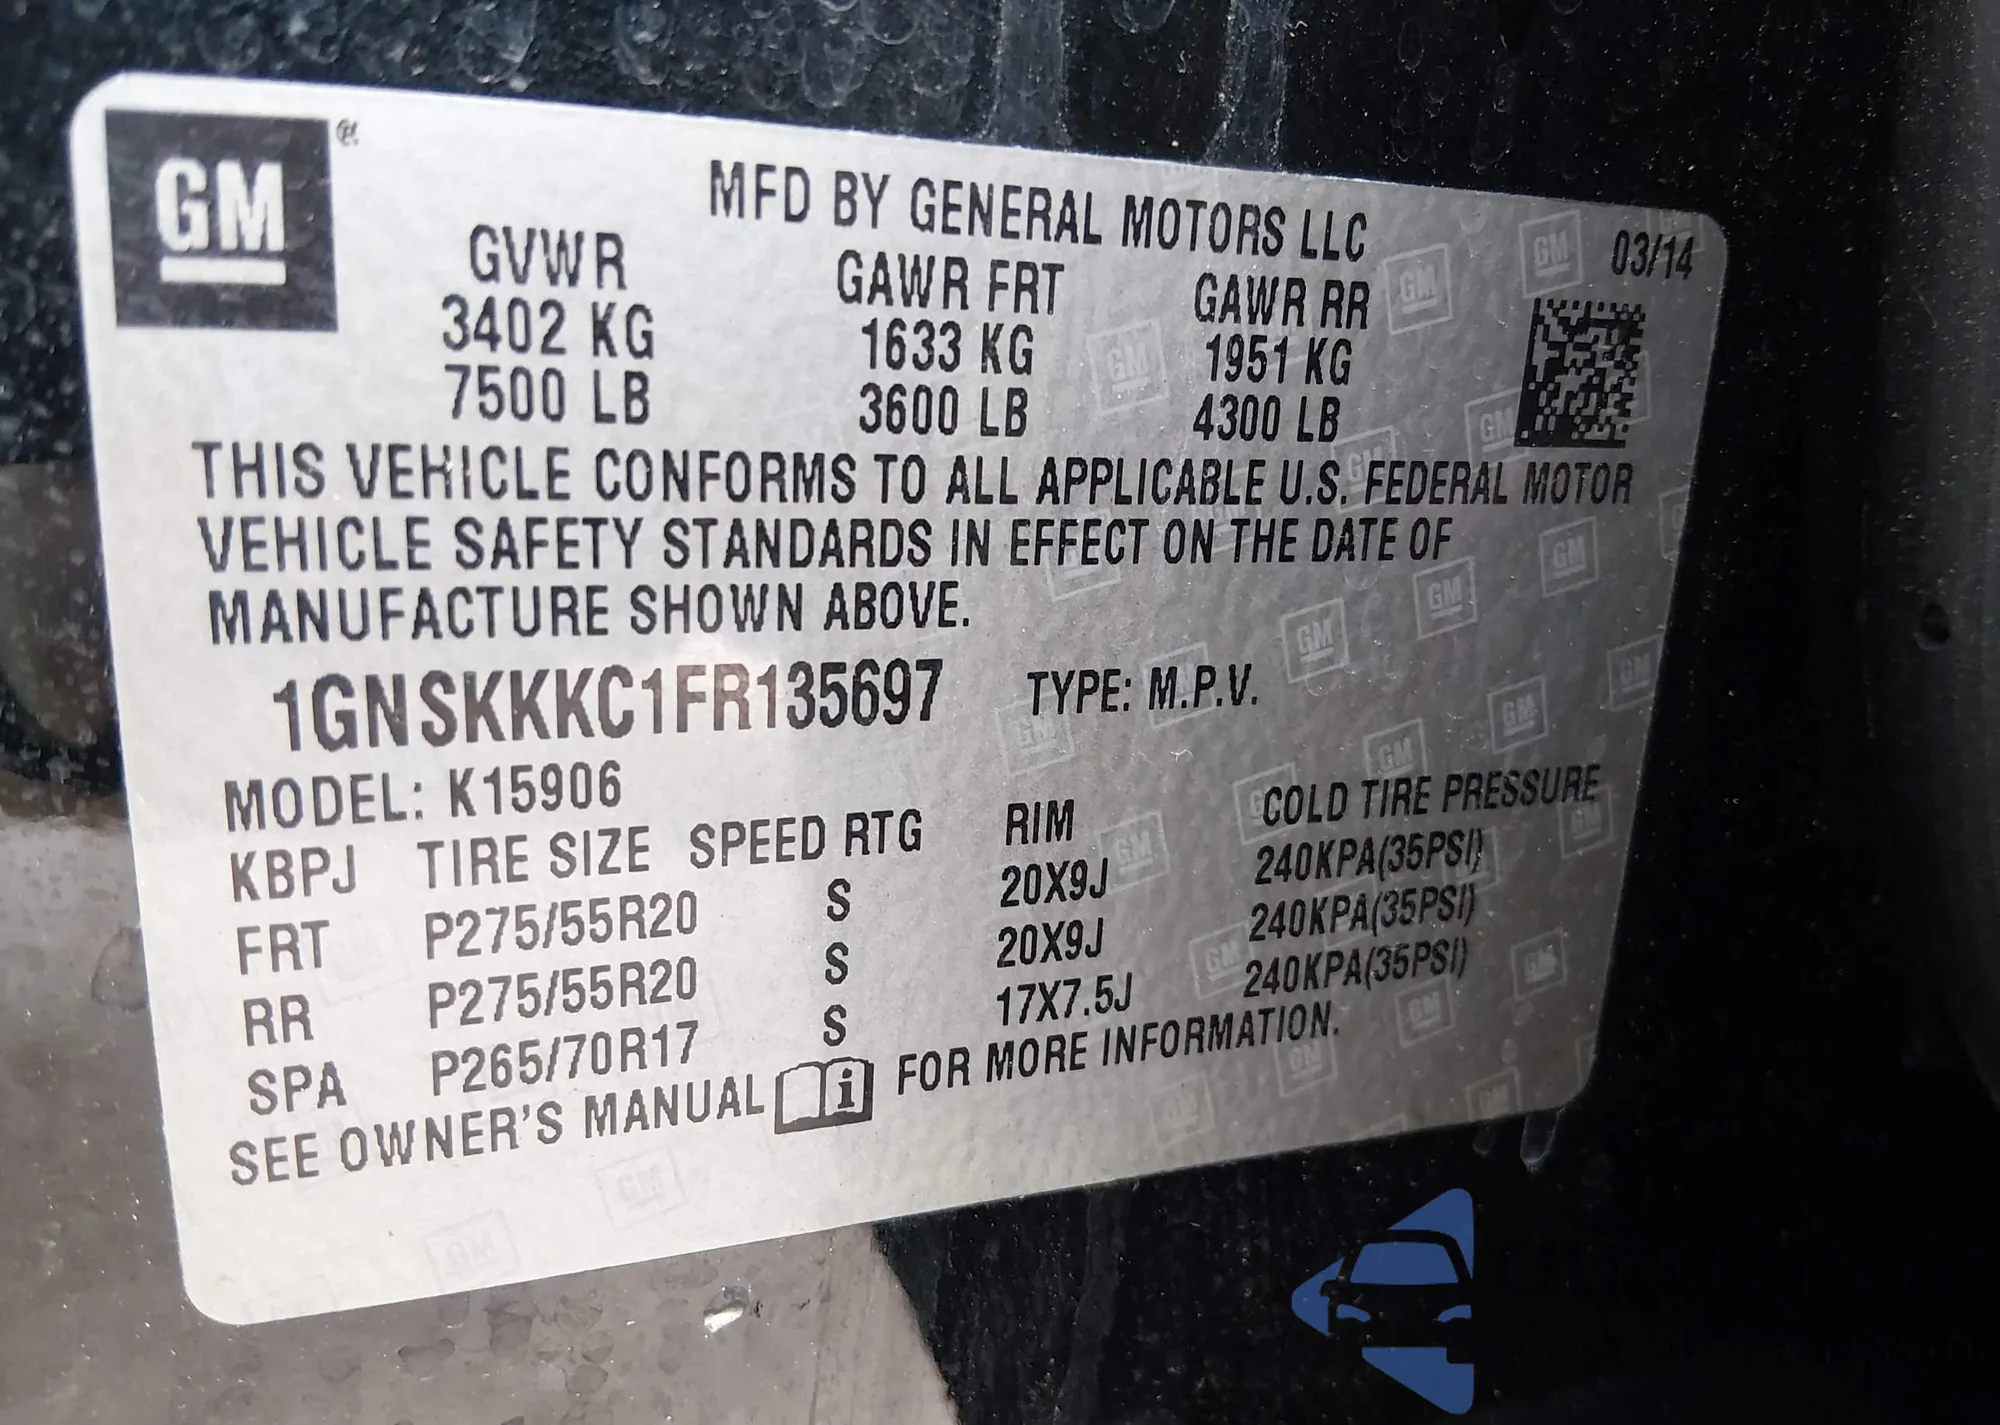 GM
MFD BY GENERAL MOTORS LLC
03/14
GVWR GAWR FRT GAWR RR
3402 KG 1633 KG 1951 KG
7500 LB 3600 LB 4300 LB
THIS VEHICLE CONFORMS TO ALL APPLICABLE U.S. FEDERAL MOTOR
VEHICLE SAFETY STANDARDS IN EFFECT ON THE DATE OF
MANUFACTURE SHOWN ABOVE.
1GNSKKKC1FR135697 TYPE: M.P.V.
MODEL: K15906
KBPJ TIRE SIZE SPEED RTG RIM COLD TIRE PRESSURE
FRT P275/55R20 S 20X9J 240KPA(35PSI)
RR P275/55R20 S 20X9J 240KPA(35PSI)
SPA P265/70R17 S 17X7.5J 240KPA(35PSI)
SEE OWNER'S MANUAL i FOR MORE INFORMATION.